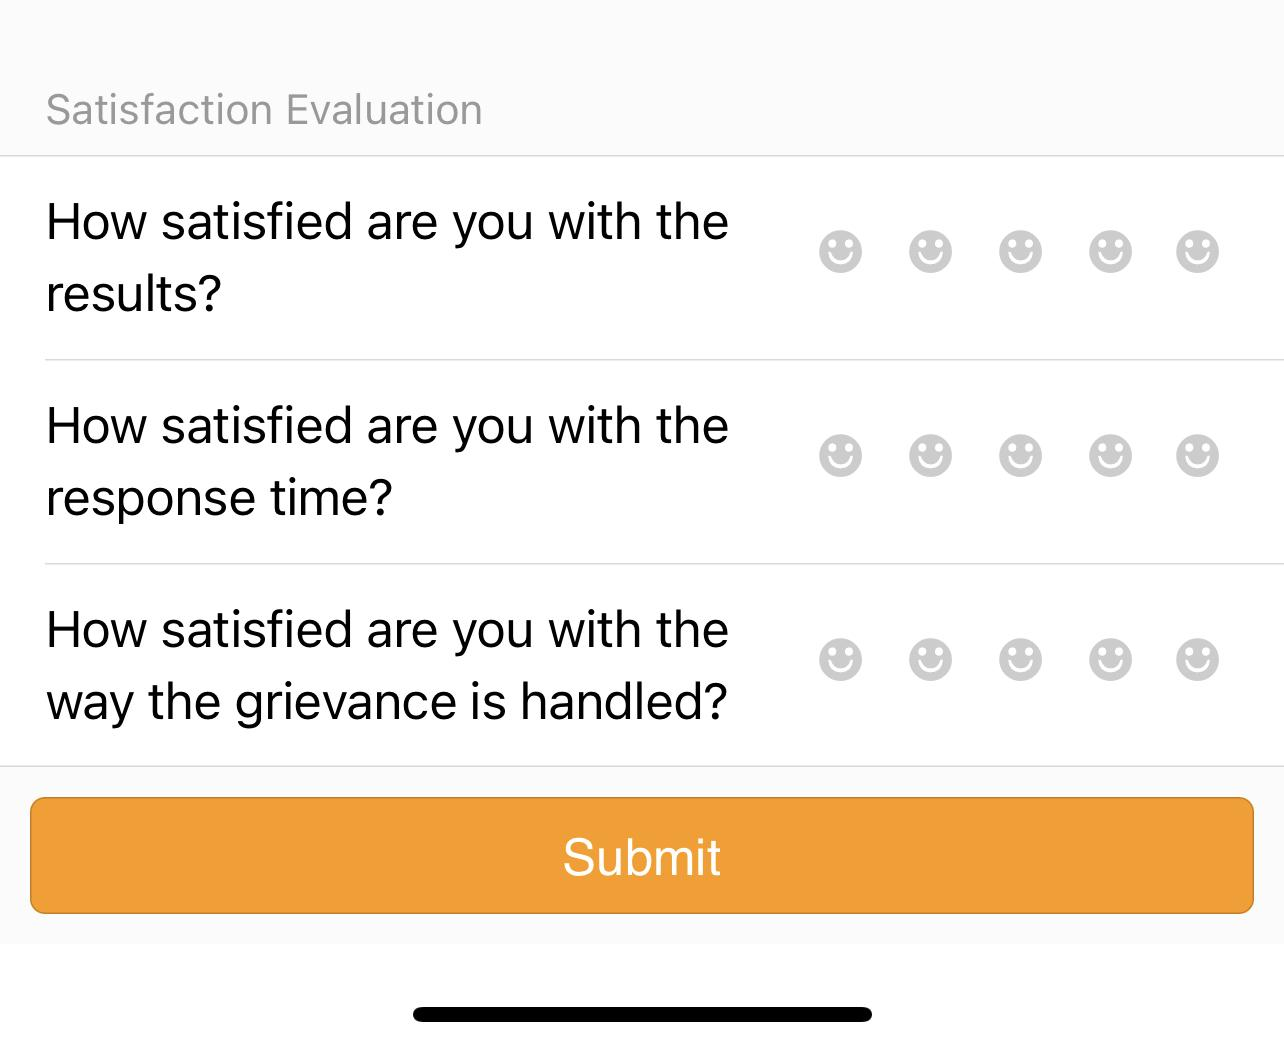 Satisfaction Evaluation
How satisfied are you with the
results?
How satisfied are you with the
response time?
How satisfied are you with the
way the grievance is handled?
Submit